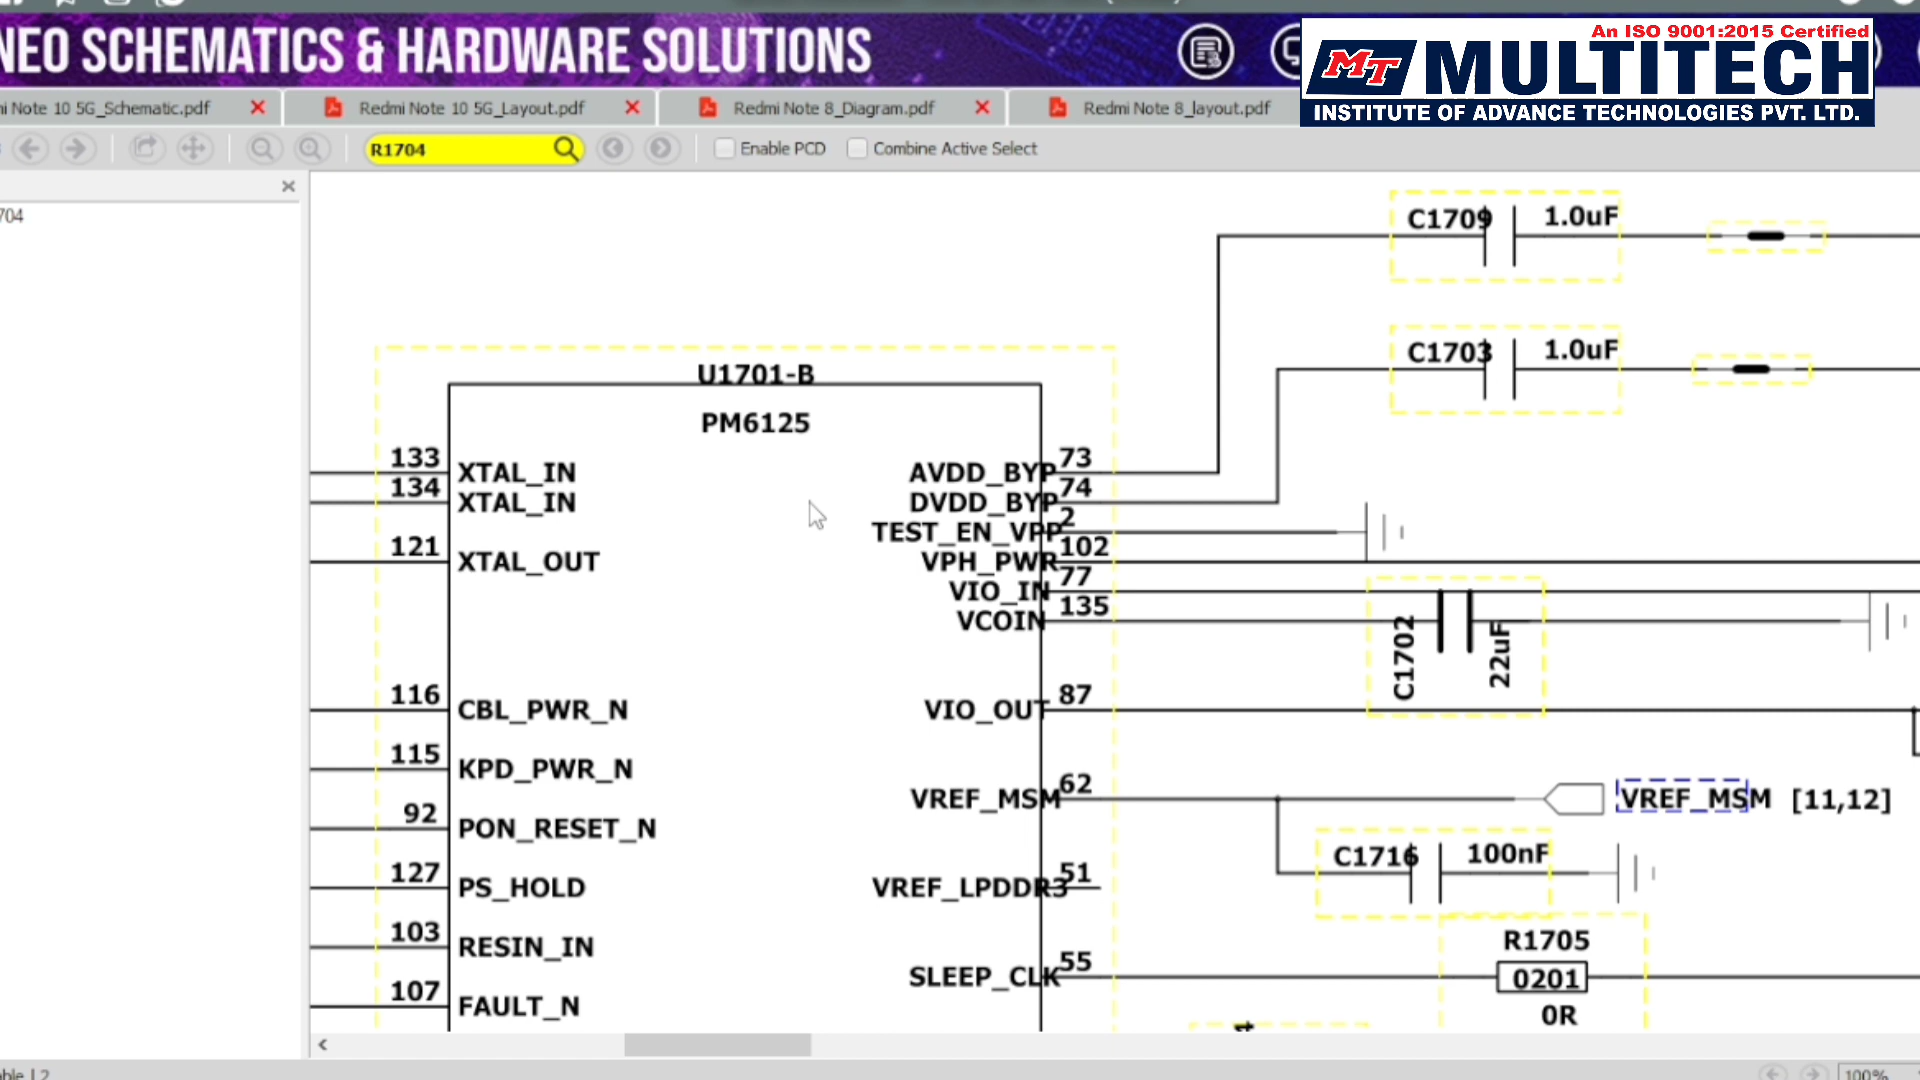 NEO SCHEMATICS & HARDWARE SOLUTIONS
An ISO 9001:2015 Certified
MT MULTITECH
INSTITUTE OF ADVANCE TECHNOLOGIES PVT. LTD.
mi Note 10 5G_Schematic.pdf
Redmi Note 10 5G_Layout.pdf
Redmi Note 8_Diagram.pdf
Redmi Note 8_layout.pdf
R1704
Enable PCD
Combine Active Select
704
C1709 1.0uF
C1703 1.0uF
U1701-B
PM6125
133 XTAL_IN
134 XTAL_IN
121 XTAL_OUT
116 CBL_PWR_N
115 KPD_PWR_N
92 PON_RESET_N
127 PS_HOLD
103 RESIN_IN
107 FAULT_N
AVDD_BYP 73
DVDD_BYP 74
TEST_EN_VPP 2
VPH_PWR 102
VIO_IN 77
VCOIN 135
VIO_OUT 87
VREF_MSM 62
VREF_LPDDR3 51
SLEEP_CLK 55
C1702 22uF
VREF_MSM [11,12]
C1716 100nF
R1705
0201
0R
100%